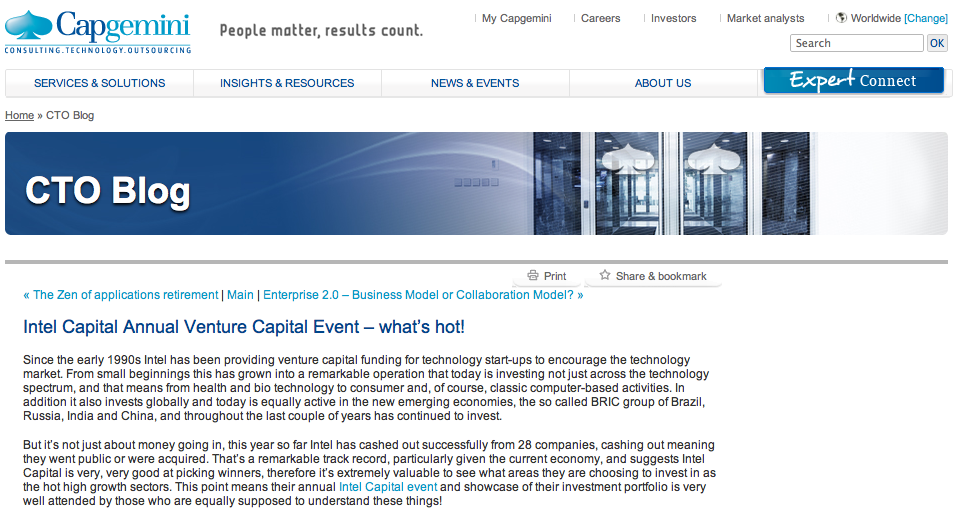 Capgemini
CONSULTING.TECHNOLOGY.OUTSOURCING
People matter, results count.
My Capgemini
Careers
Investors
Market analysts
Worldwide [Change]
Search
OK
SERVICES & SOLUTIONS
INSIGHTS & RESOURCES
NEWS & EVENTS
ABOUT US
Expert Connect
Home » CTO Blog
CTO Blog
Print
Share & bookmark
« The Zen of applications retirement | Main | Enterprise 2.0 – Business Model or Collaboration Model? »
Intel Capital Annual Venture Capital Event – what's hot!
Since the early 1990s Intel has been providing venture capital funding for technology start-ups to encourage the technology
market. From small beginnings this has grown into a remarkable operation that today is investing not just across the technology
spectrum, and that means from health and bio technology to consumer and, of course, classic computer-based activities. In
addition it also invests globally and today is equally active in the new emerging economies, the so called BRIC group of Brazil,
Russia, India and China, and throughout the last couple of years has continued to invest.
But it's not just about money going in, this year so far Intel has cashed out successfully from 28 companies, cashing out meaning
they went public or were acquired. That's a remarkable track record, particularly given the current economy, and suggests Intel
Capital is very, very good at picking winners, therefore it's extremely valuable to see what areas they are choosing to invest in as
the hot high growth sectors. This point means their annual Intel Capital event and showcase of their investment portfolio is very
well attended by those who are equally supposed to understand these things!